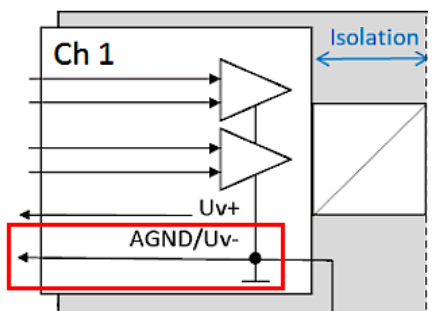 Isolation
Ch 1
Uv+
AGND/Uv-